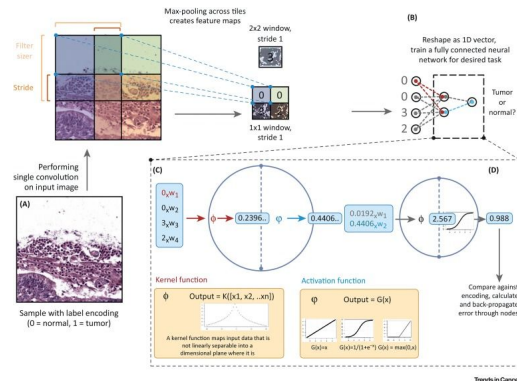 Max-pooling across tiles
creates feature maps
Filter
sizer
Stride
2x2 window,
stride 1
3
0 0
3 2
1x1 window,
stride 1
Performing
single convolution
on input image
(A)
Sample with label encoding
(0 = normal, 1 = tumor)
(B)
Reshape as 1D vector,
train a fully connected neural
network for desired task
0
0
3
2
Tumor
or
normal?
(C)
0xw1
0xw2
3xw3
2xw4
ϕ
0.2396..
φ
0.4406..
0.0192xw1
0.4406xw2
(D)
ϕ
2.567
0.988
Kernel function
ϕ Output = K([x1, x2, ..xn])
A kernel function maps input data that is
not linearly separable into a
dimensional plane where it is
Activation function
φ Output = G(x)
G(x)=x G(x)=1/(1+e⁻ˣ) G(x) = max(0,x)
Compare against
encoding, calculate
and back-propagate
error through nodes
Trends in Cancer